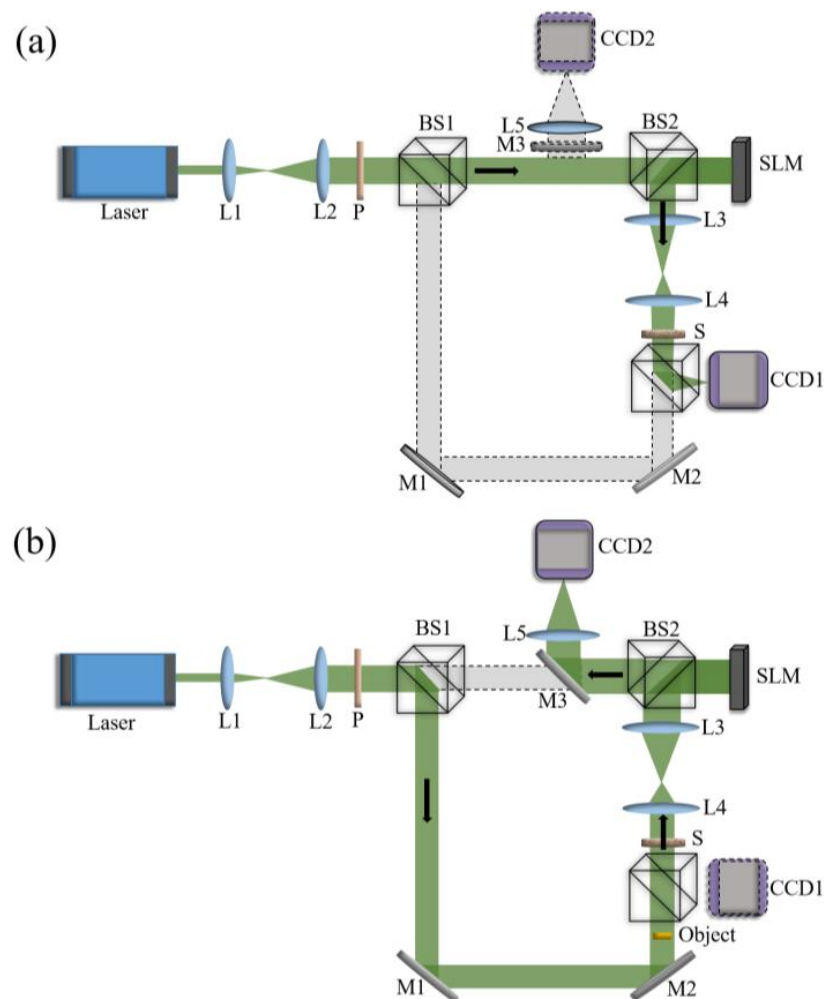 (a)
CCD2
L5
M3
BS1
BS2
SLM
Laser
L1
L2
P
L3
L4
S
CCD1
M1
M2
(b)
CCD2
L5
BS1
BS2
SLM
M3
Laser
L1
L2
P
L3
L4
S
CCD1
Object
M1
M2